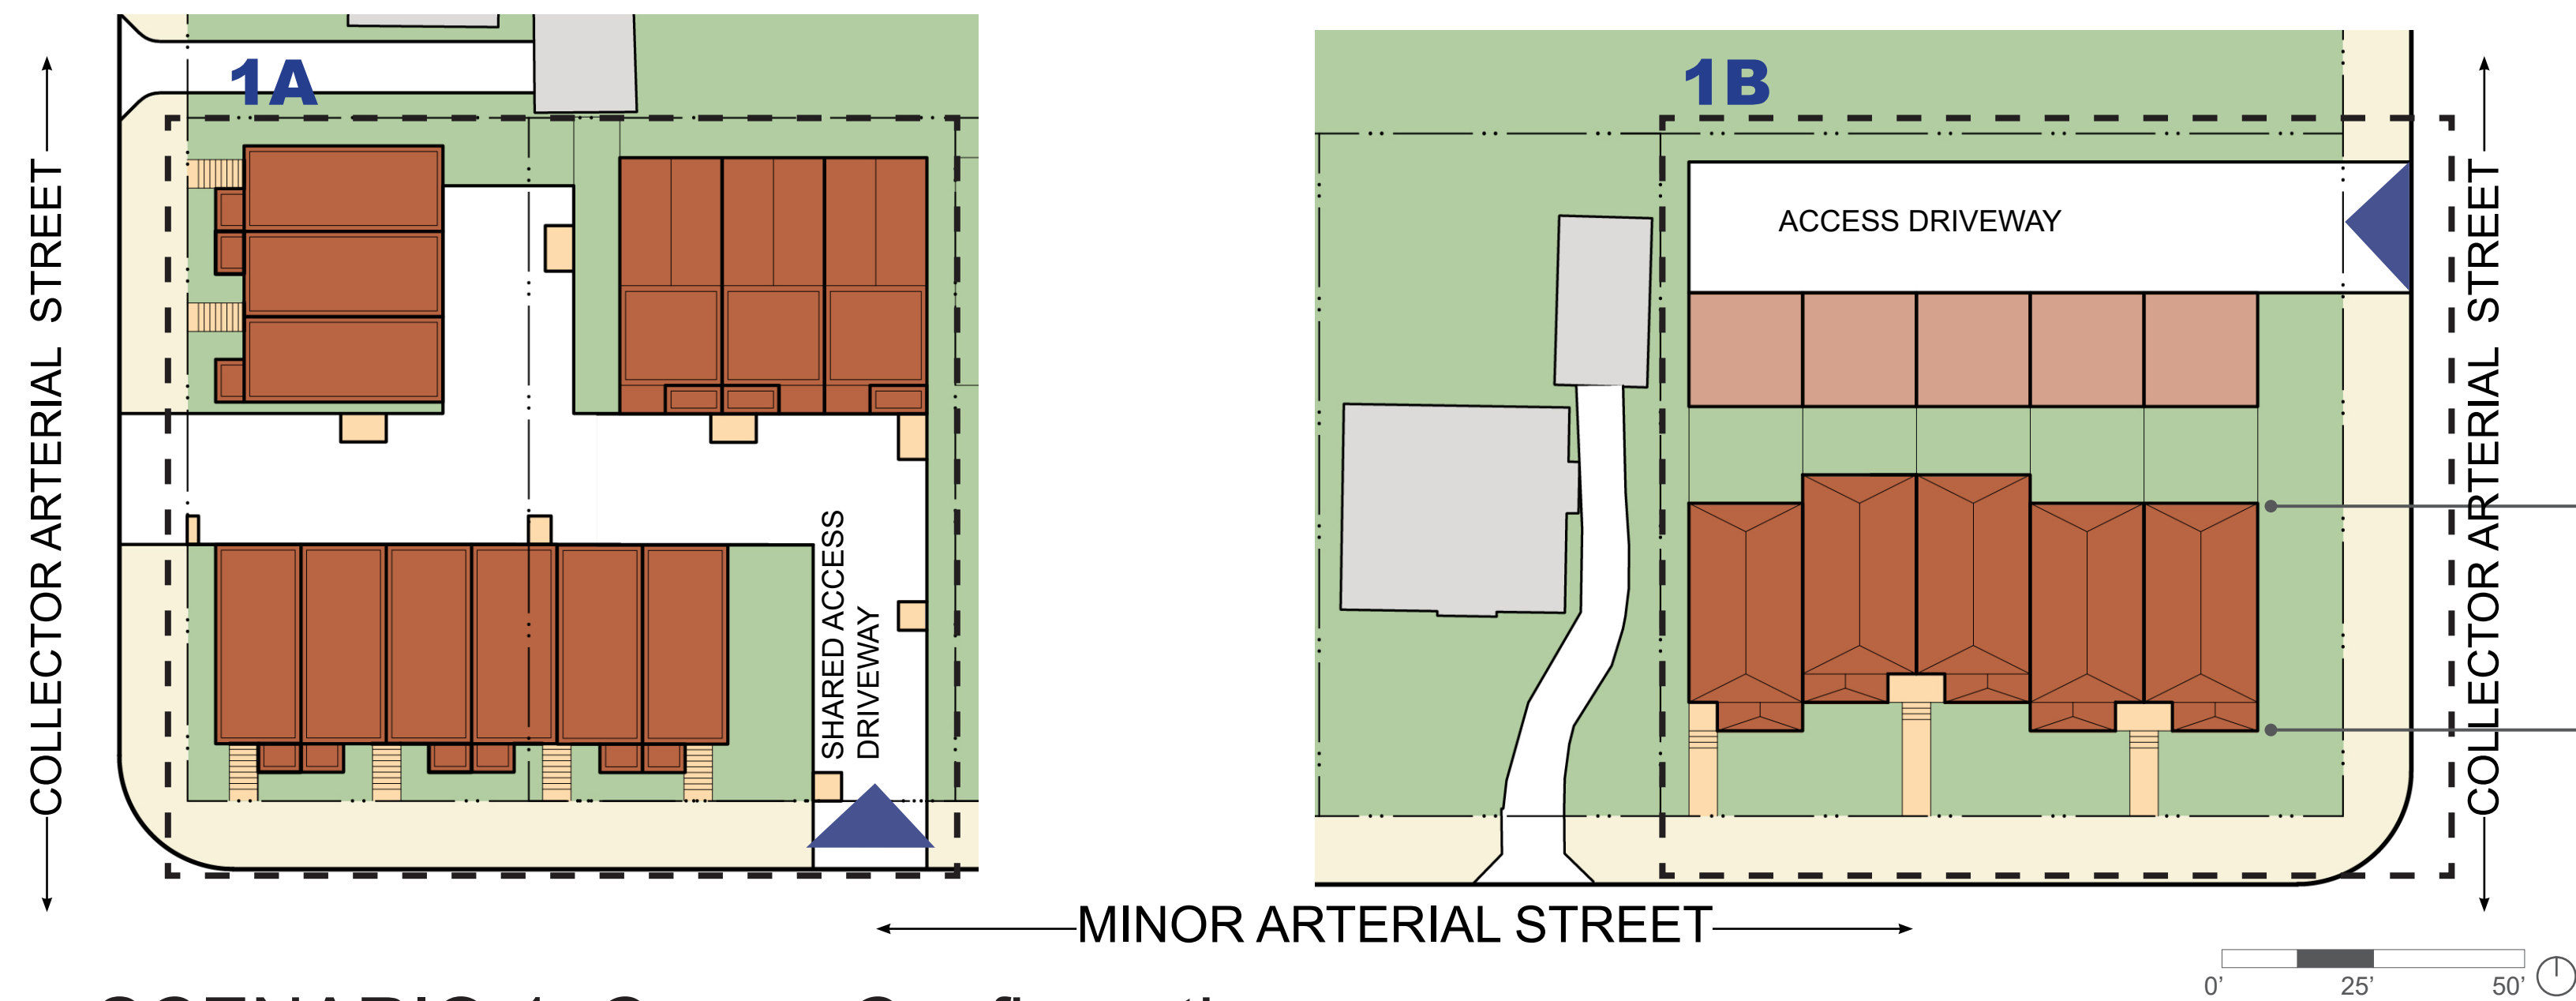 1A
1B
COLLECTOR ARTERIAL STREET
ACCESS DRIVEWAY
COLLECTOR ARTERIAL STREET
SHARED ACCESS
DRIVEWAY
MINOR ARTERIAL STREET
0’ 25’ 50’